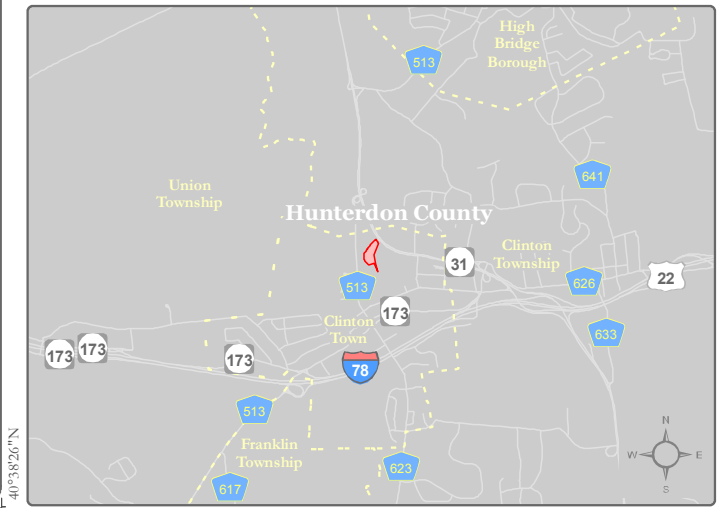 High
Bridge
Borough
513
641
Union
Township
Hunterdon County
Clinton
Township
31
22
513
626
173
Clinton
Town
633
173
173
173
78
513
Franklin
Township
623
617
N
W
E
S
40°38'26"N